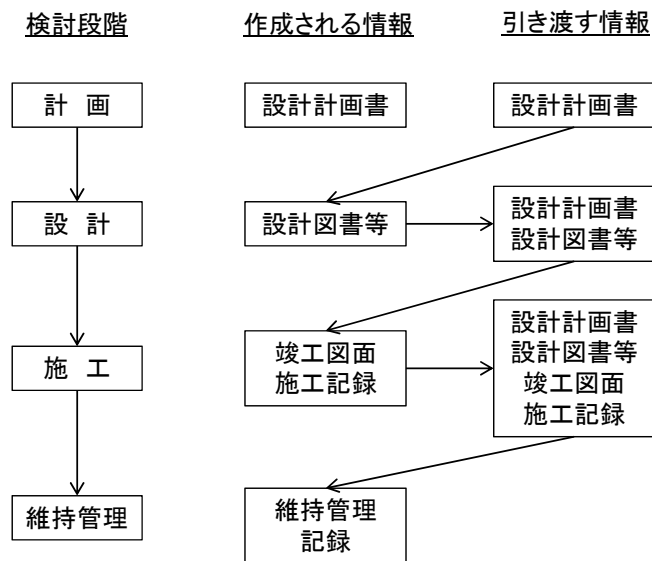 検討段階
作成される情報
引き渡す情報
計 画
設計計画書
設計計画書
設 計
設計図書等
設計計画書
設計図書等
施 工
竣工図面
施工記録
設計計画書
設計図書等
竣工図面
施工記録
維持管理
維持管理
記録